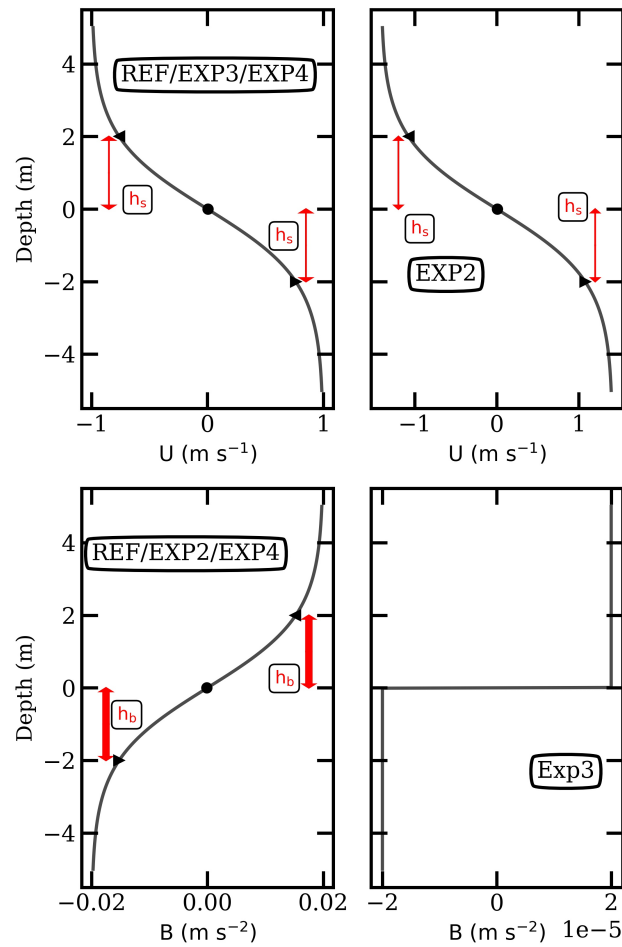 4
2
0
−2
−4
Depth (m)
REF/EXP3/EXP4
hs
hs
−1
0
1
U (m s−1)
hs
hs
EXP2
−1
0
1
U (m s−1)
4
2
0
−2
−4
Depth (m)
REF/EXP2/EXP4
hb
hb
−0.02
0.00
0.02
B (m s−2)
Exp3
−2
0
2
1e−5
B (m s−2)